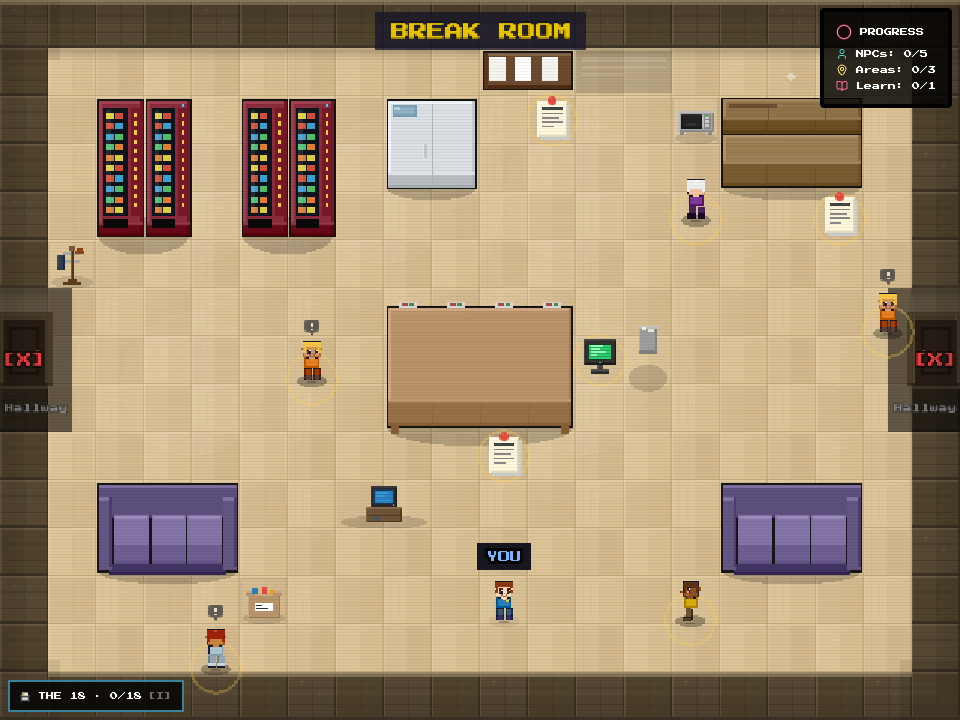 BREAK ROOM
PROGRESS
NPCs: 0/5
Areas: 0/3
Learn: 0/1
!
!
[X]
[X]
Hallway
Hallway
YOU
!
THE 18 · 0/18 [I]